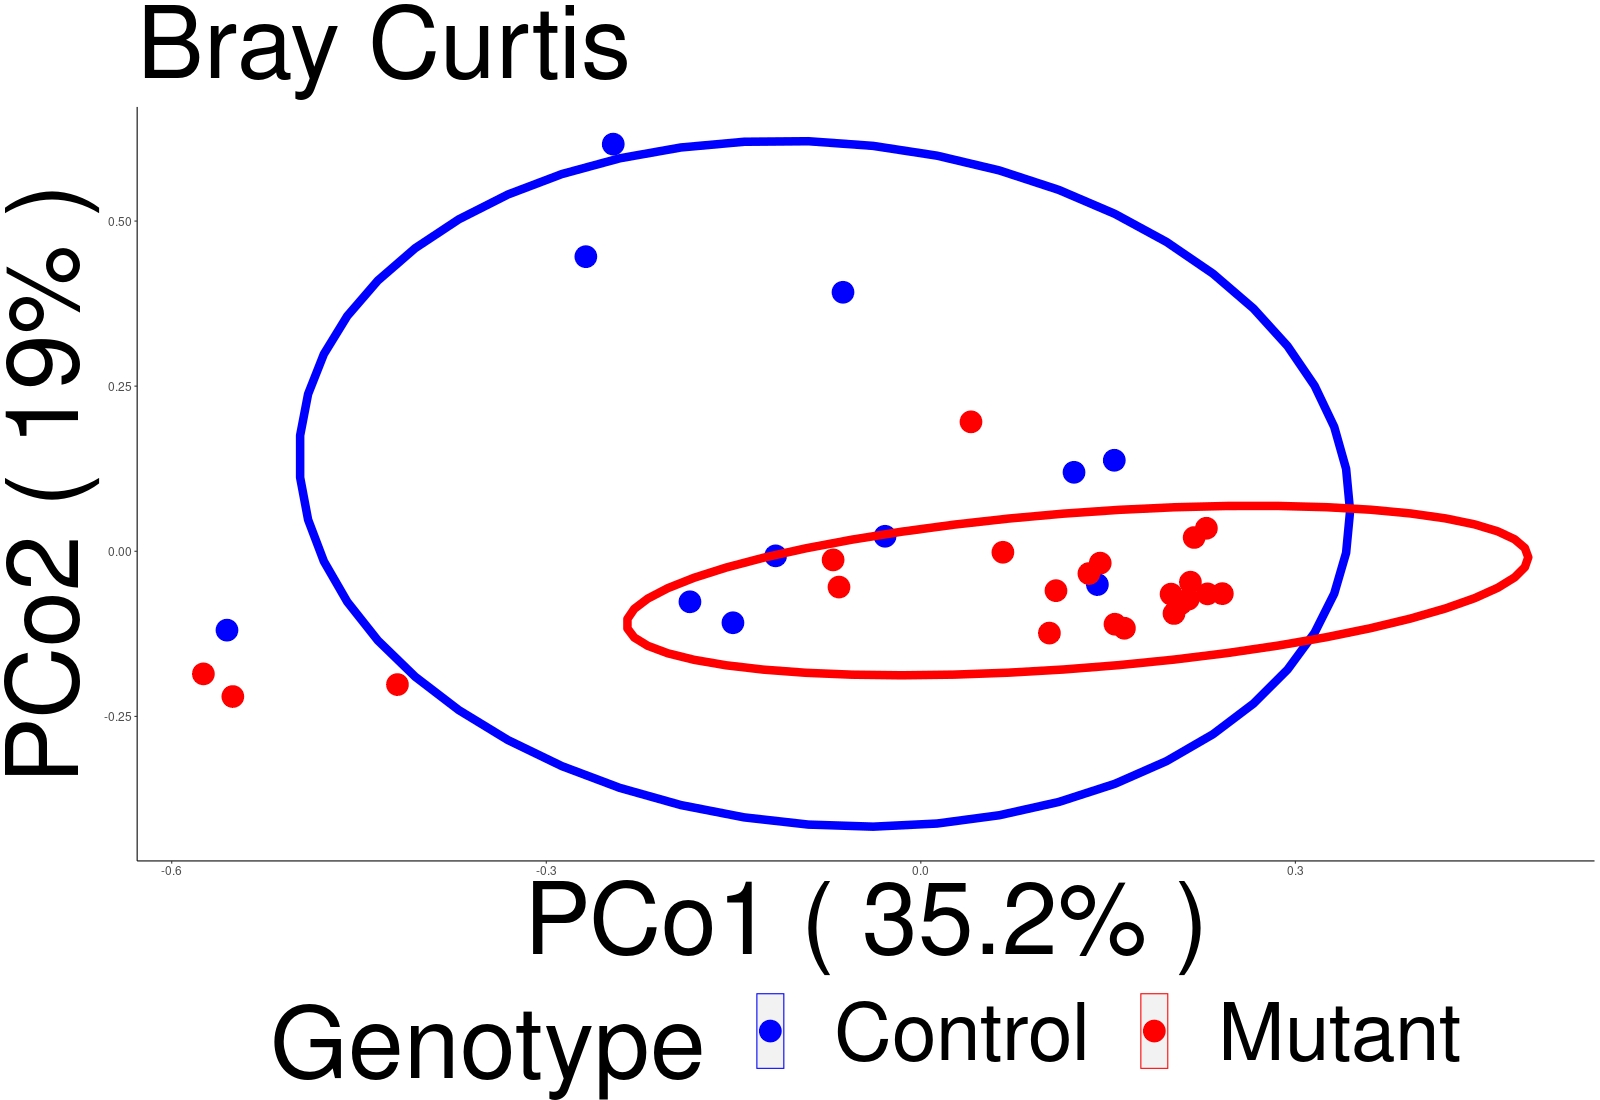 Bray Curtis
PCo2 ( 19% )
0.50
0.25
0.00
-0.25
-0.6
-0.3
0.0
0.3
PCo1 ( 35.2% )
Genotype Control Mutant